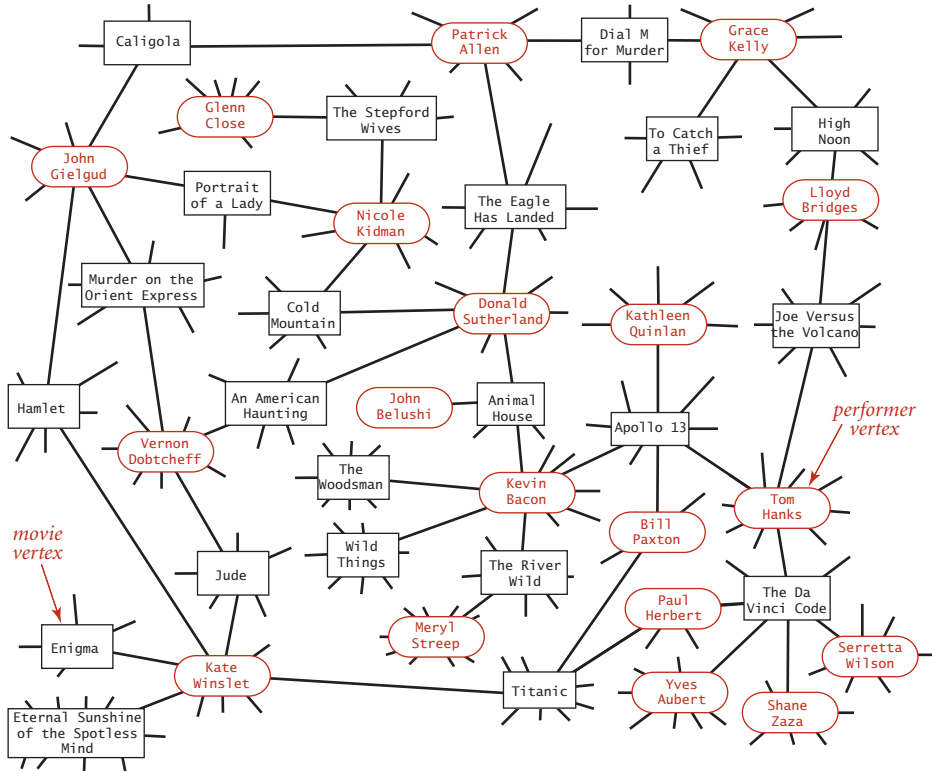 Caligola
Patrick
Allen
Dial M
for Murder
Grace
Kelly
Glenn
Close
The Stepford
Wives
To Catch
a Thief
High
Noon
John
Gielgud
Portrait
of a Lady
Nicole
Kidman
The Eagle
Has Landed
Lloyd
Bridges
Murder on the
Orient Express
Cold
Mountain
Donald
Sutherland
Kathleen
Quinlan
Joe Versus
the Volcano
Hamlet
An American
Haunting
John
Belushi
Animal
House
Apollo 13
performer
vertex
Vernon
Dobtcheff
The
Woodsman
Kevin
Bacon
Tom
Hanks
movie
vertex
Jude
Wild
Things
The River
Wild
Bill
Paxton
Paul
Herbert
The Da
Vinci Code
Enigma
Kate
Winslet
Meryl
Streep
Titanic
Yves
Aubert
Shane
Zaza
Serretta
Wilson
Eternal Sunshine
of the Spotless
Mind